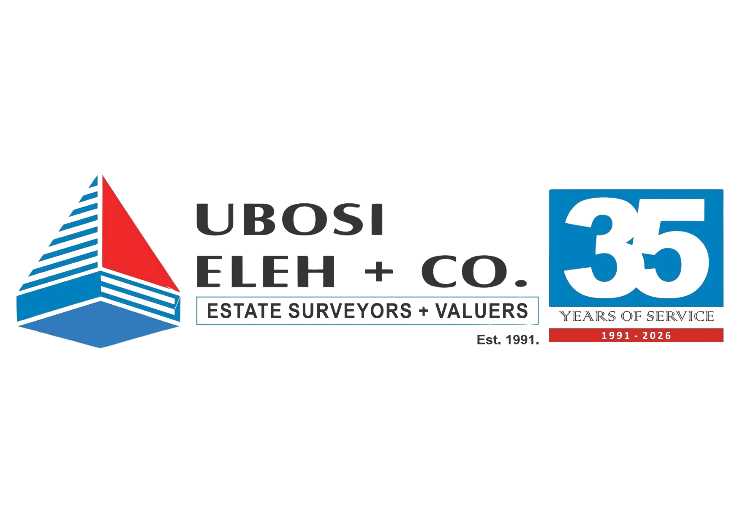 UBOSI
ELEH + CO.
ESTATE SURVEYORS + VALUERS
Est. 1991.
35
YEARS OF SERVICE
1991 - 2026